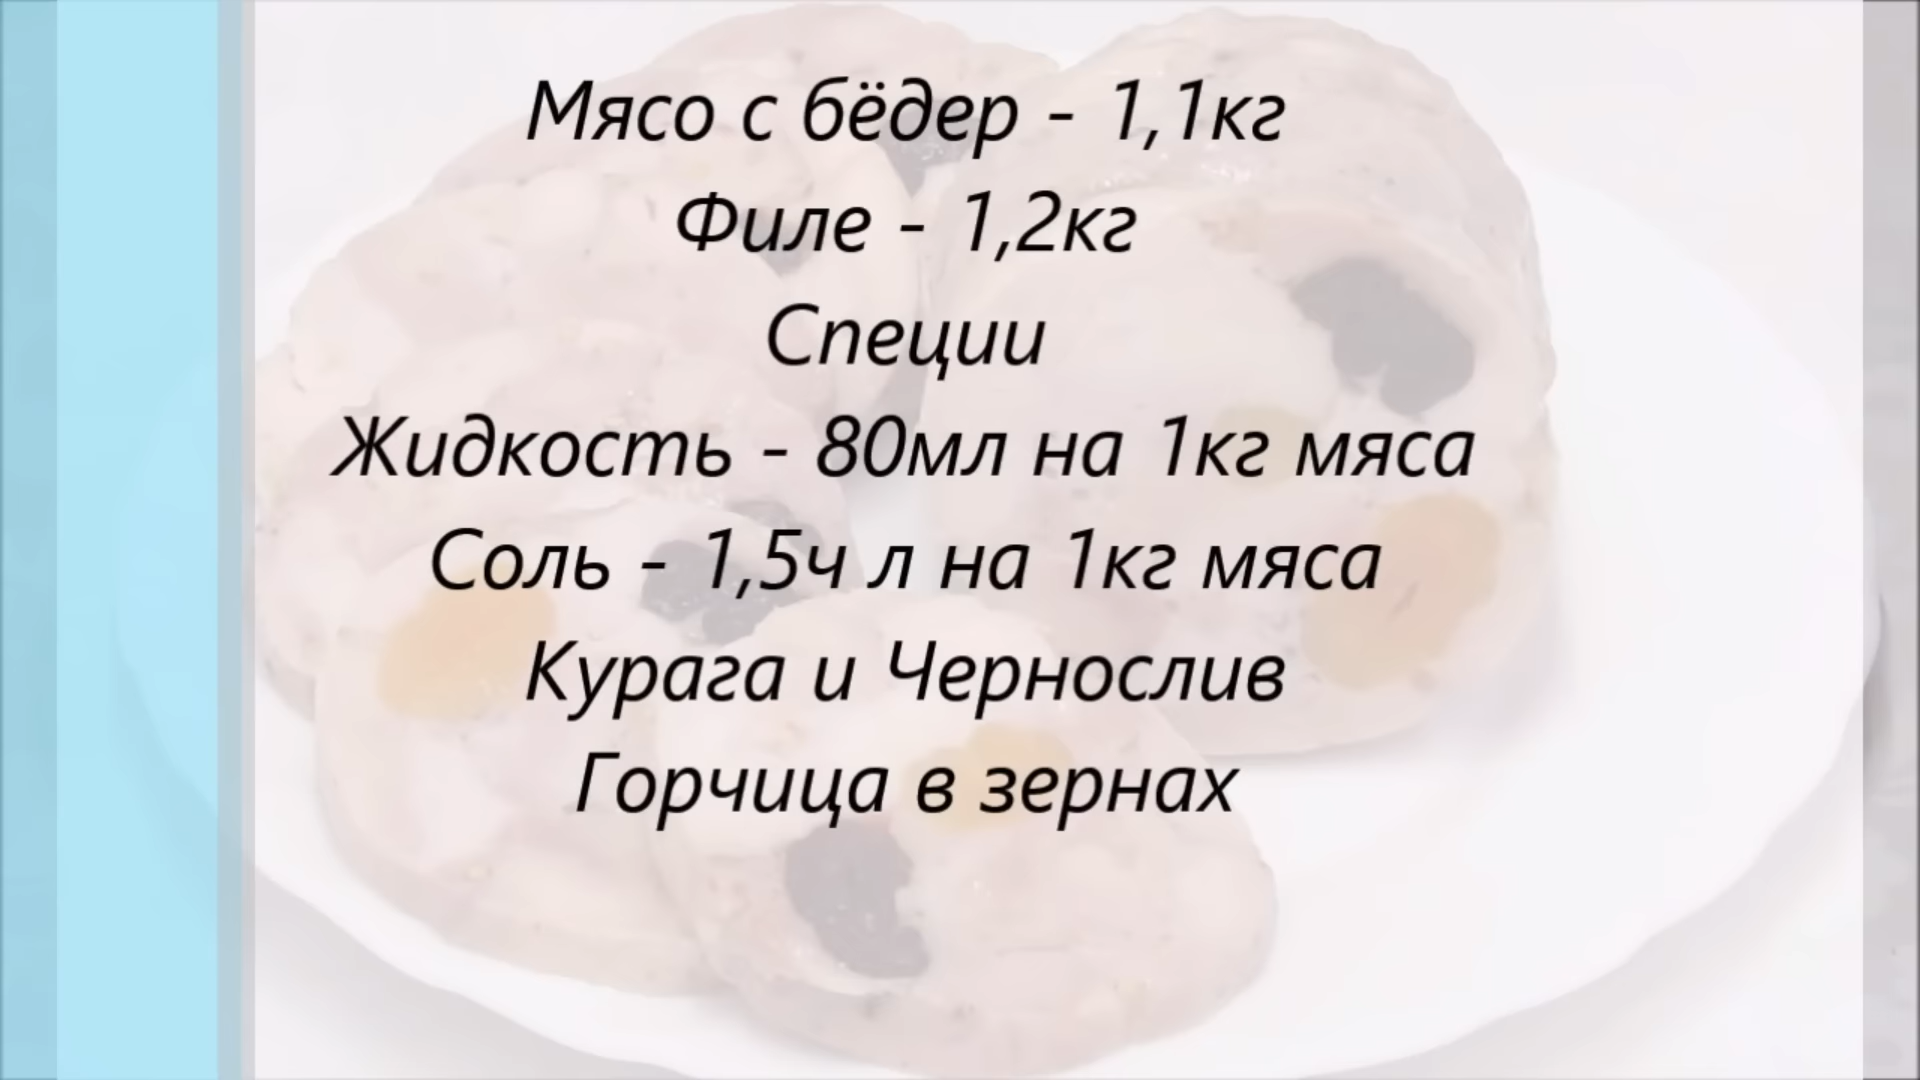 Мясо с бёдер - 1,1кг
Филе - 1,2кг
Специи
Жидкость - 80мл на 1кг мяса
Соль - 1,5ч л на 1кг мяса
Курага и Чернослив
Горчица в зернах